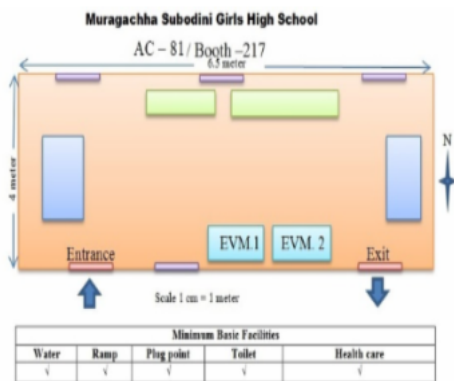 Muragachha Subodini Girls High School
AC – 81/ Booth –217
6.5 meter
4 meter
N
EVM.1 EVM. 2
Entrance Exit
Scale 1 cm = 1 meter
Minimum Basic Facilities
Water Ramp Plug point Toilet Health care
√ √ √ √ √